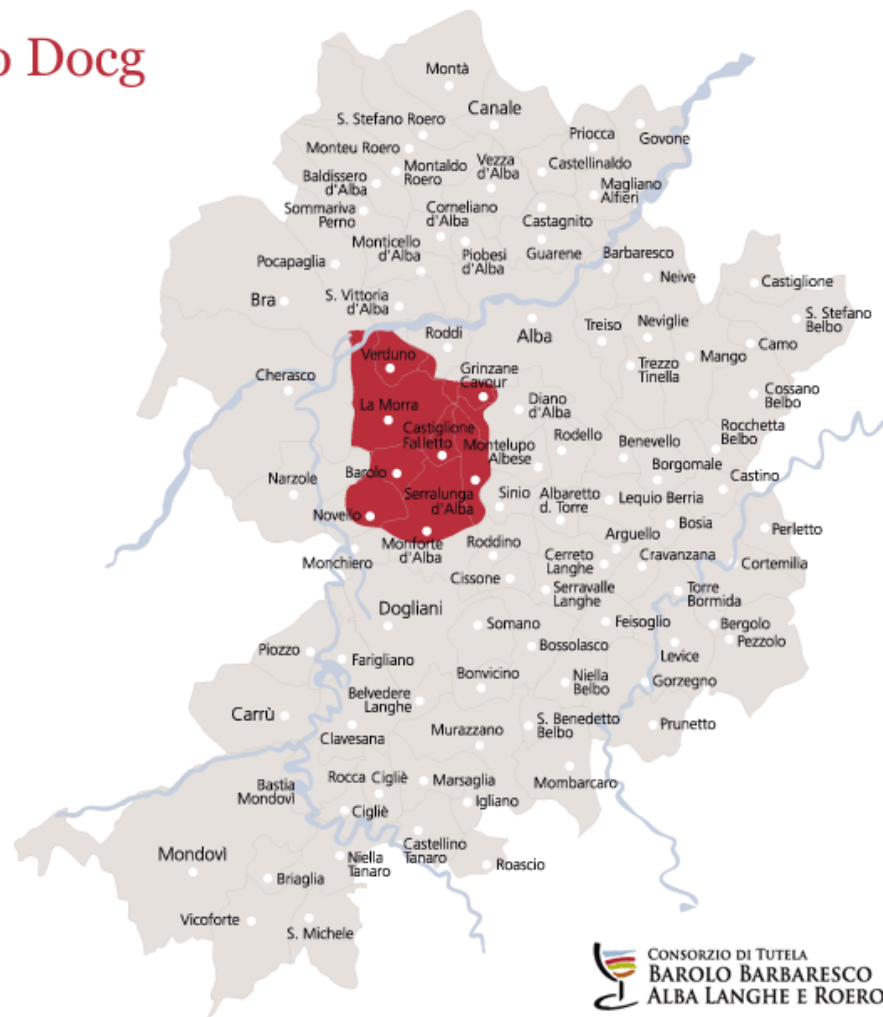 o Docg
Montà
Canale
S. Stefano Roero
Priocca
Govone
Monteu Roero
Montaldo
Roero
Vezza
d'Alba
Castellinaldo
Baldissero
d'Alba
Magliano
Alfieri
Sommariva
Perno
Corneliano
d'Alba
Castagnito
Monticello
d'Alba
Piobesi
d'Alba
Guarene
Barbaresco
Pocapaglia
Neive
Castiglione
Bra
S. Vittoria
d'Alba
S. Stefano
Belbo
Roddi
Alba
Treiso
Neviglie
Camo
Verduno
Mango
Trezzo
Tinella
Cherasco
Grinzane
Cavour
Cossano
Belbo
La Morra
Diano
d'Alba
Castiglione
Falletto
Rocchetta
Belbo
Montelupo
Albese
Rodello
Benevello
Borgomale
Barolo
Castino
Narzole
Serralunga
d'Alba
Sinio
Albaretto
d. Torre
Lequio Berria
Novello
Bosia
Perletto
Monforte
d'Alba
Roddino
Arguello
Monchiero
Cerreto
Langhe
Cravanzana
Cortemilia
Cissone
Serravalle
Langhe
Torre
Bormida
Dogliani
Somano
Feisoglio
Bergolo
Pezzolo
Bossolasco
Piozzo
Farigliano
Levice
Bonvicino
Niella
Belbo
Gorzegno
Belvedere
Langhe
Carrù
S. Benedetto
Belbo
Prunetto
Clavesana
Murazzano
Bastia
Mondovì
Rocca Cigliè
Marsaglia
Mombarcaro
Igliano
Cigliè
Castellino
Tanaro
Mondovì
Niella
Tanaro
Roascio
Briaglia
Vicoforte
S. Michele
CONSORZIO DI TUTELA
BAROLO BARBARESCO
ALBA LANGHE E ROERO